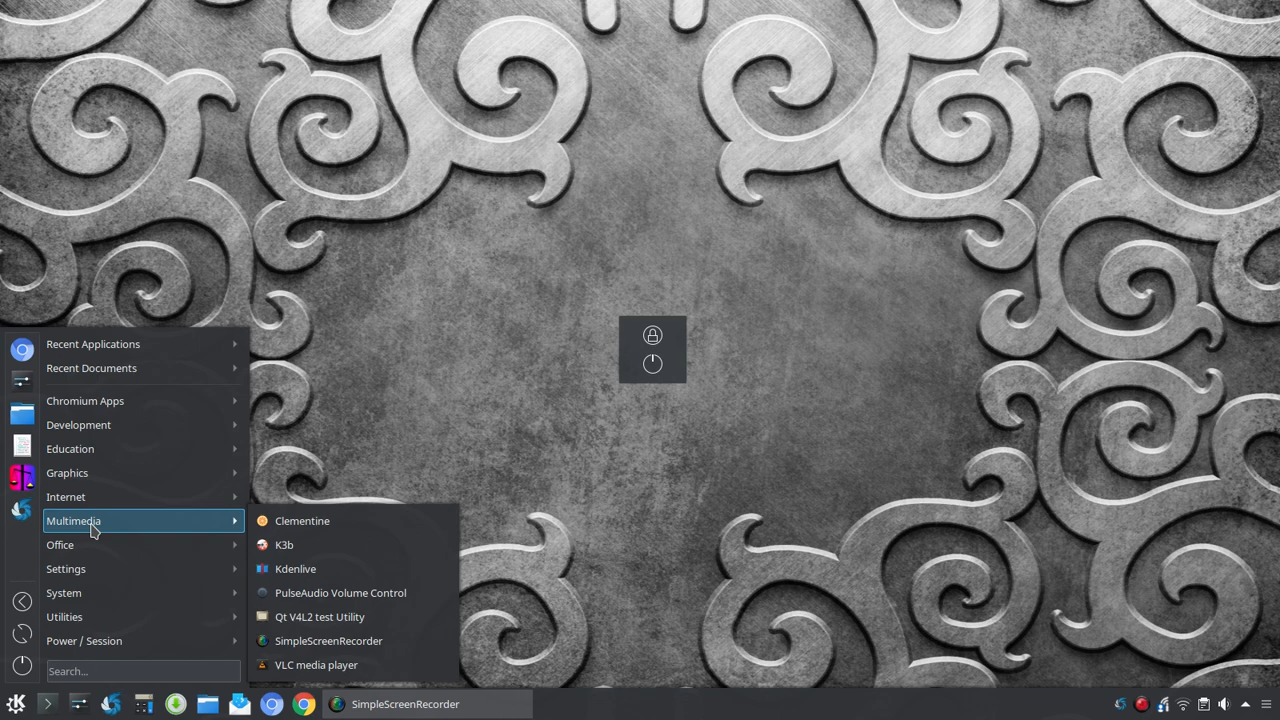 Recent Applications
Recent Documents
Chromium Apps
Development
Education
Graphics
Internet
Multimedia
Office
Settings
System
Utilities
Power / Session
Search...
Clementine
K3b
Kdenlive
PulseAudio Volume Control
Qt V4L2 test Utility
SimpleScreenRecorder
VLC media player
SimpleScreenRecorder